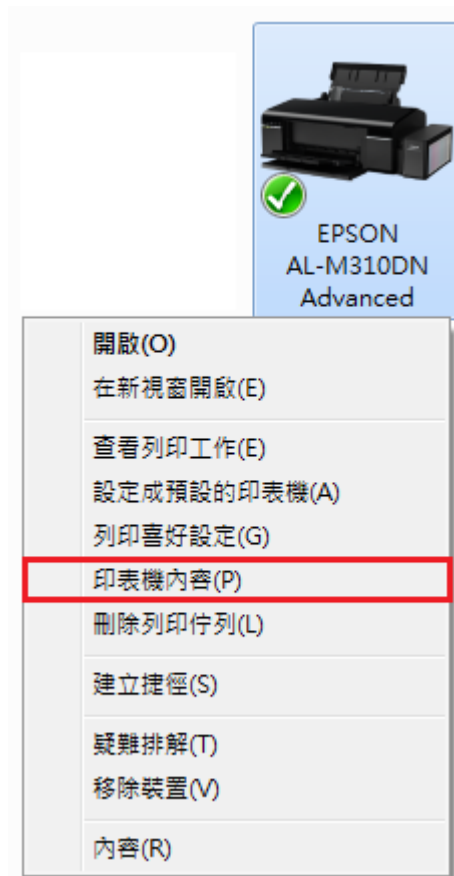 EPSON
AL-M310DN
Advanced
開啟(O)
在新視窗開啟(E)
查看列印工作(E)
設定成預設的印表機(A)
列印喜好設定(G)
印表機內容(P)
刪除列印佇列(L)
建立捷徑(S)
疑難排解(T)
移除裝置(V)
內容(R)